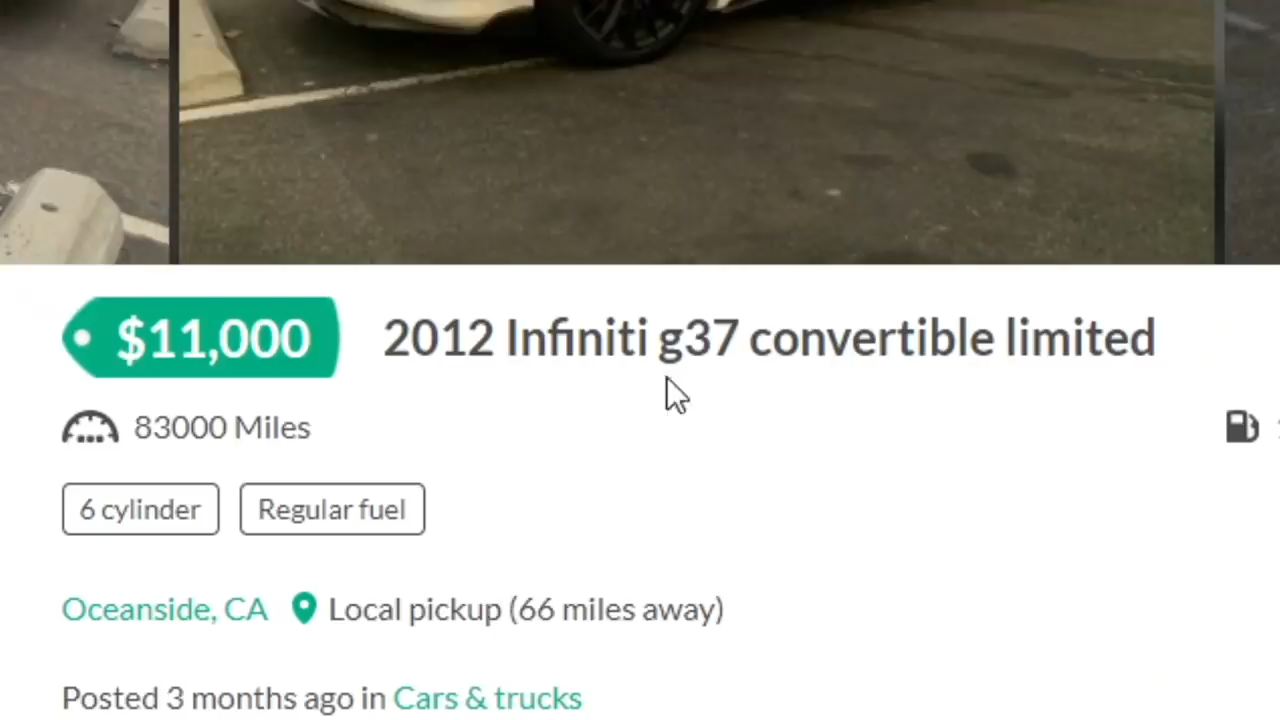 $11,000 2012 Infiniti g37 convertible limited
83000 Miles
6 cylinder Regular fuel
Oceanside, CA Local pickup (66 miles away)
Posted 3 months ago in Cars & trucks